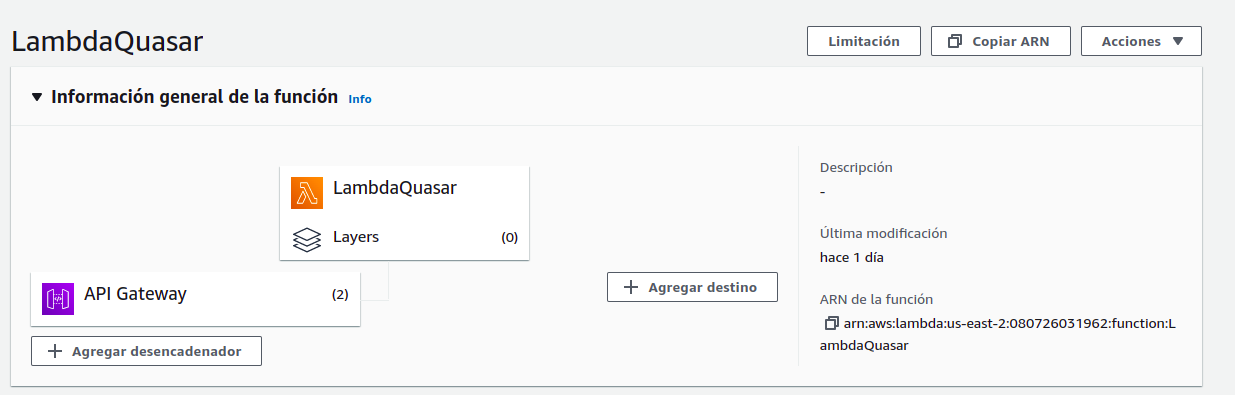 LambdaQuasar
Limitación
Copiar ARN
Acciones
Información general de la función Info
LambdaQuasar
Layers (0)
API Gateway (2)
Agregar desencadenador
Agregar destino
Descripción
-
Última modificación
hace 1 día
ARN de la función
arn:aws:lambda:us-east-2:080726031962:function:L
ambdaQuasar